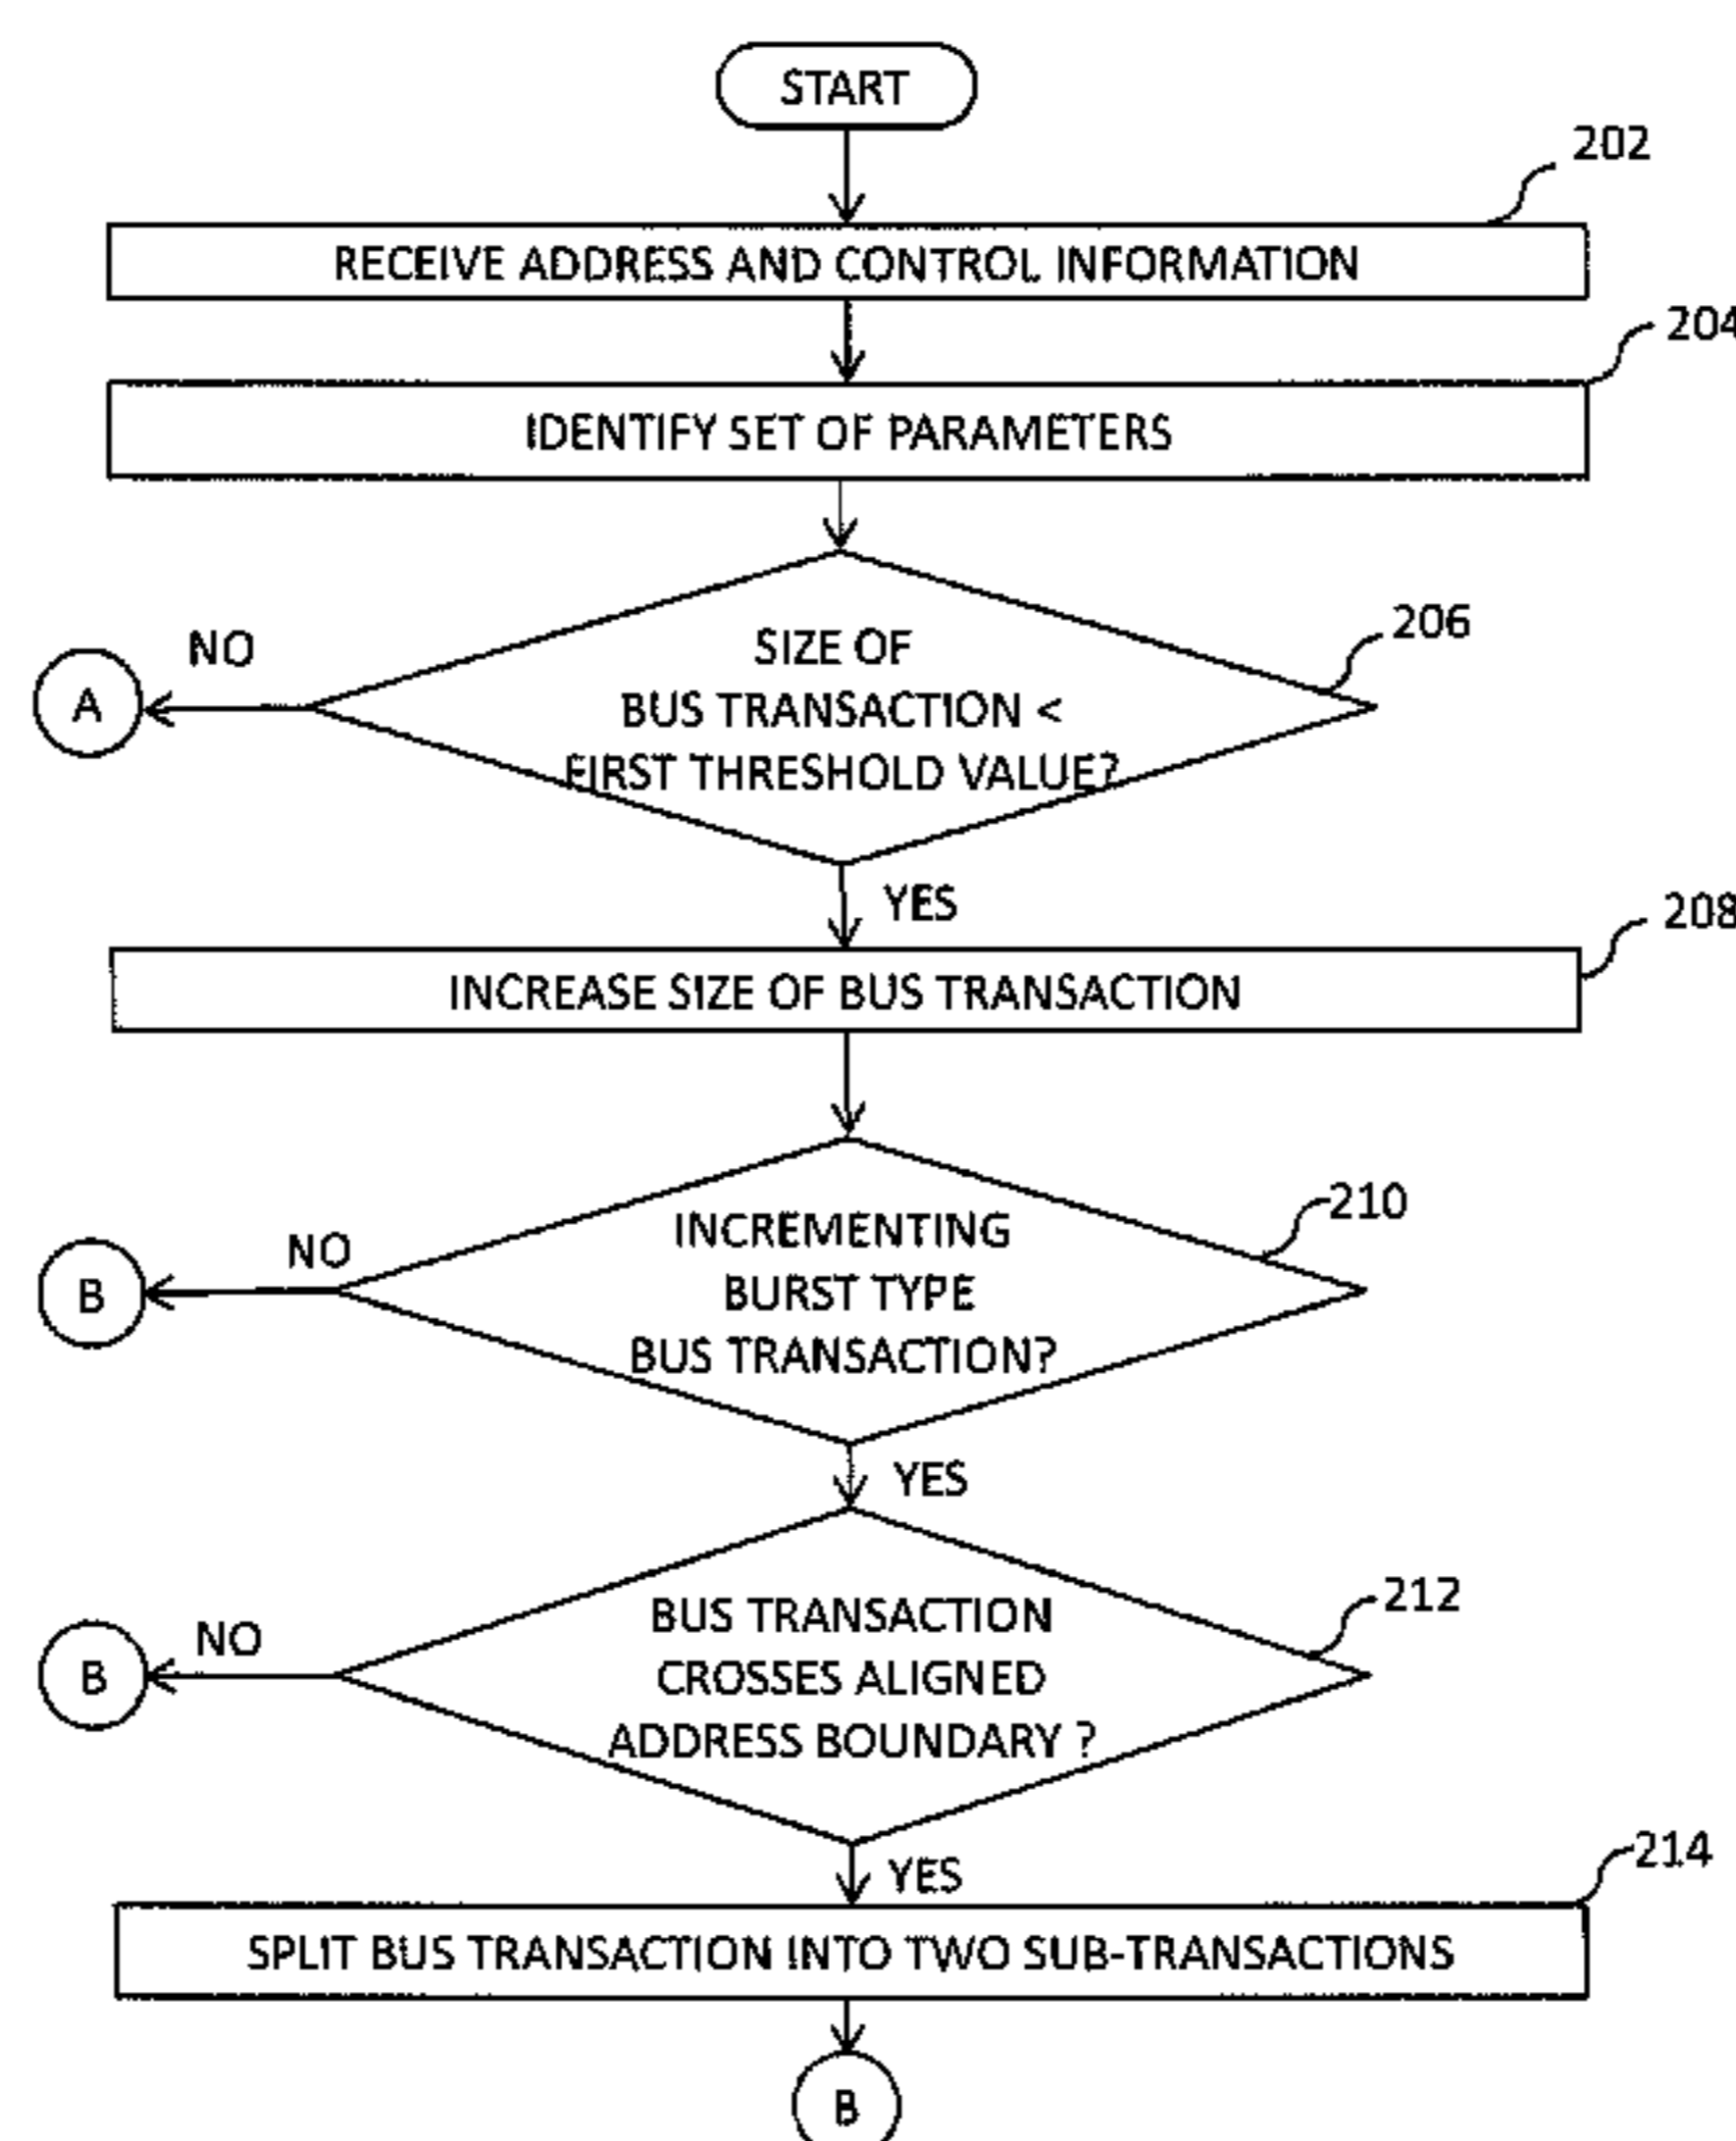 START
202
RECEIVE ADDRESS AND CONTROL INFORMATION
204
IDENTIFY SET OF PARAMETERS
206
NO
SIZE OF
BUS TRANSACTION <
FIRST THRESHOLD VALUE?
A
YES
208
INCREASE SIZE OF BUS TRANSACTION
210
NO
INCREMENTING
BURST TYPE
BUS TRANSACTION?
B
YES
212
NO
BUS TRANSACTION
CROSSES ALIGNED
ADDRESS BOUNDARY ?
B
YES
214
SPLIT BUS TRANSACTION INTO TWO SUB-TRANSACTIONS
B